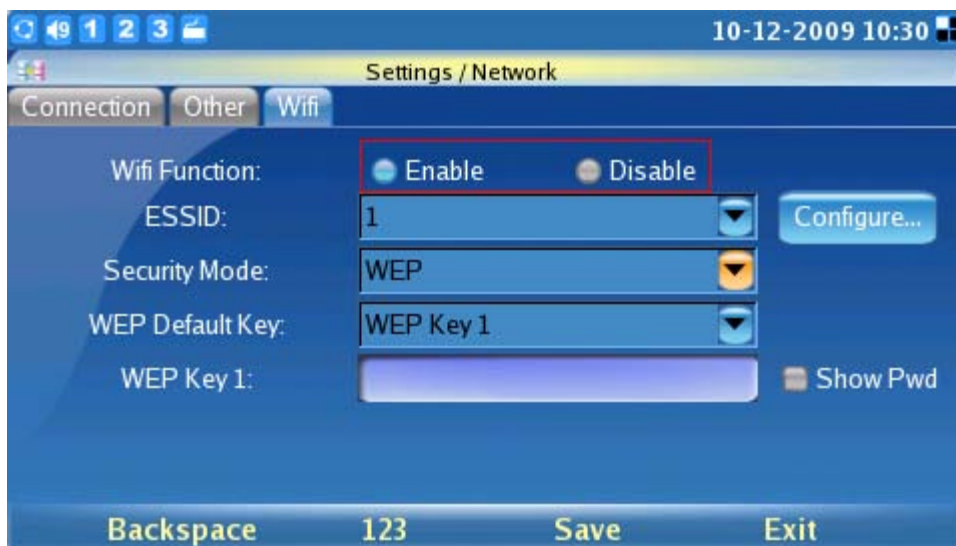 49 1 2 3 10-12-2009 10:30
Settings / Network
Connection Other Wifi
Wifi Function: Enable Disable
ESSID: 1 Configure...
Security Mode: WEP
WEP Default Key: WEP Key 1
WEP Key 1: Show Pwd
Backspace 123 Save Exit